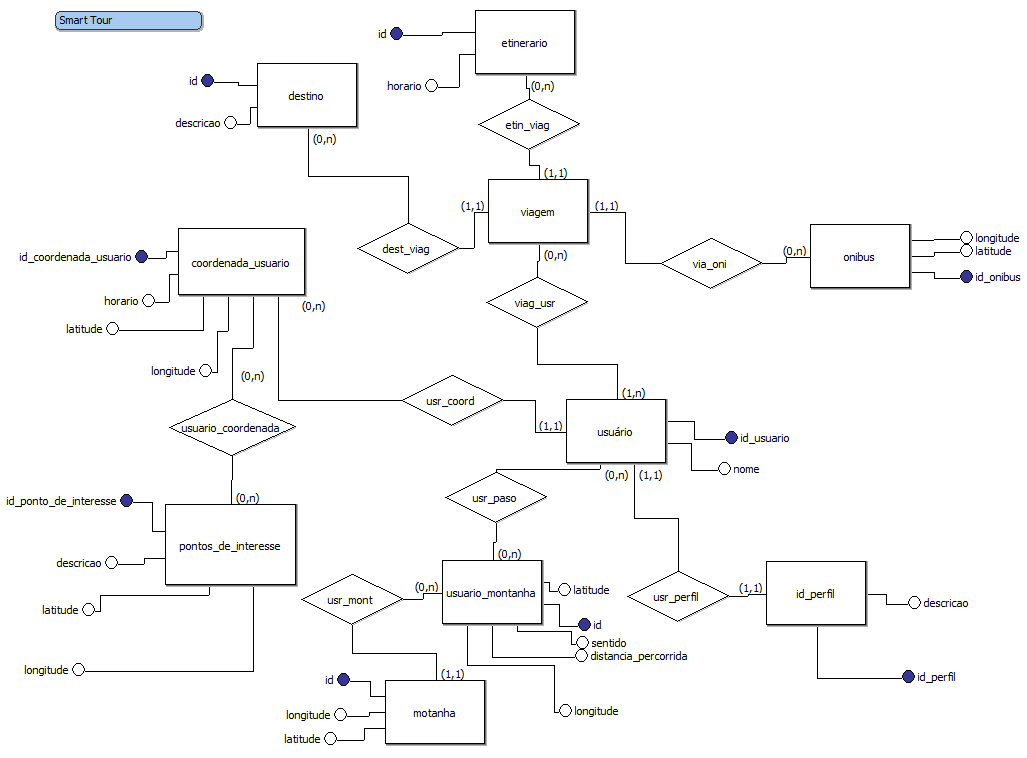 Smart Tour
id
etinerario
horario
(0,n)
id
destino
descricao
(0,n)
etin_viag
(1,1)
viagem
(1,1)
(1,1)
dest_viag
(0,n)
via_oni
(0,n)
onibus
longitude
latitude
id_onibus
id_coordenada_usuario
coordenada_usuario
horario
(0,n)
latitude
longitude
(0,n)
viag_usr
(1,n)
usr_coord
(1,1)
usuário
id_usuario
nome
usuario_coordenada
(0,n)
(1,1)
usr_paso
(0,n)
id_ponto_de_interesse
pontos_de_interesse
descricao
latitude
longitude
(0,n)
usr_mont
(0,n)
usuario_montanha
latitude
id
sentido
distancia_percorrida
longitude
usr_perfil
(1,1)
id_perfil
descricao
id_perfil
(1,1)
id
motanha
longitude
latitude